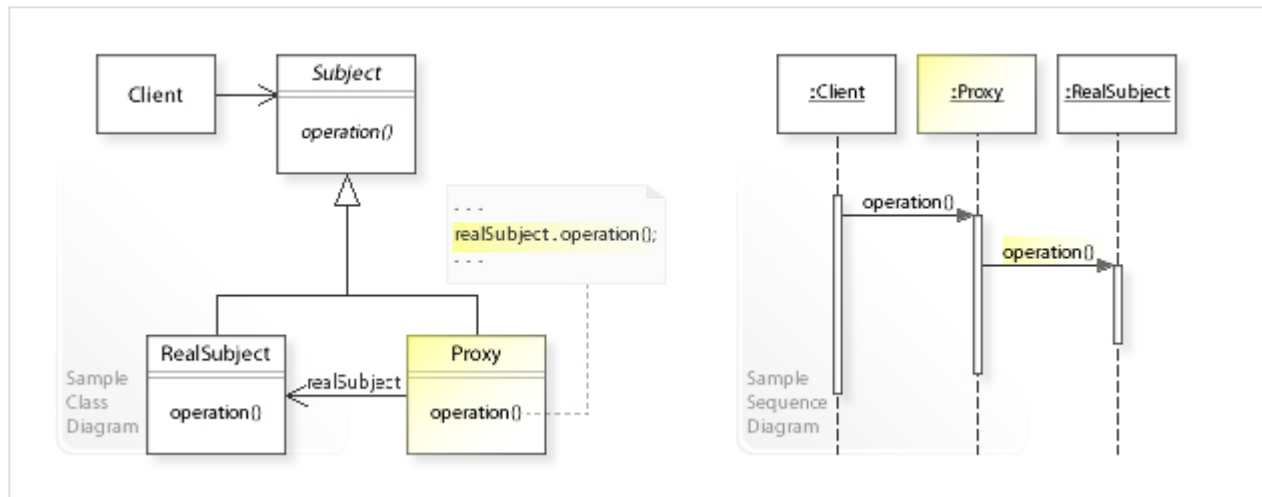 Client
Subject
operation()
- - -
realSubject.operation();
- - -
RealSubject
operation()
realSubject
Proxy
operation()
Sample
Class
Diagram
:Client
:Proxy
:RealSubject
operation()
operation()
Sample
Sequence
Diagram